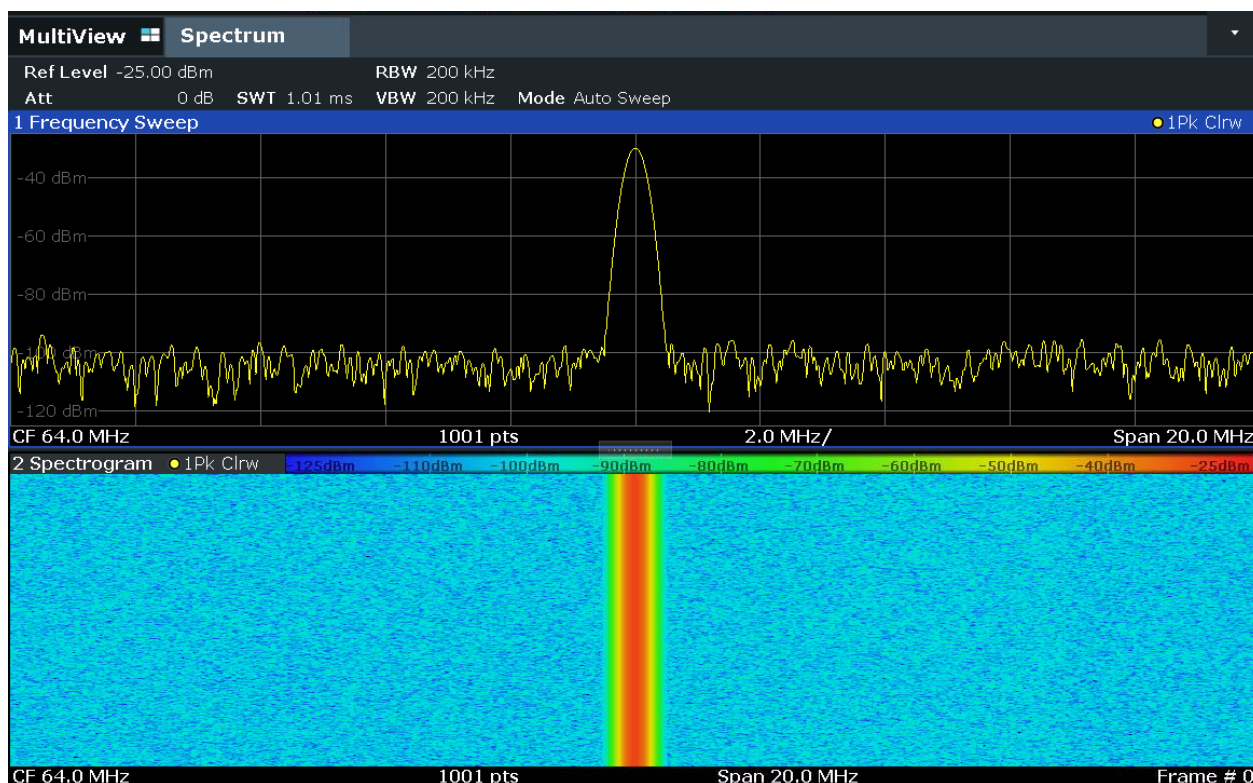 MultiView Spectrum
Ref Level -25.00 dBm RBW 200 kHz
Att 0 dB SWT 1.01 ms VBW 200 kHz Mode Auto Sweep
1 Frequency Sweep 1Pk Clrw
-40 dBm
-60 dBm
-80 dBm
-100 dBm
-120 dBm
CF 64.0 MHz 1001 pts 2.0 MHz/ Span 20.0 MHz
2 Spectrogram 1Pk Clrw -125dBm -110dBm -100dBm -90dBm -80dBm -70dBm -60dBm -50dBm -40dBm -25dBm
CF 64.0 MHz 1001 pts Span 20.0 MHz Frame # 0